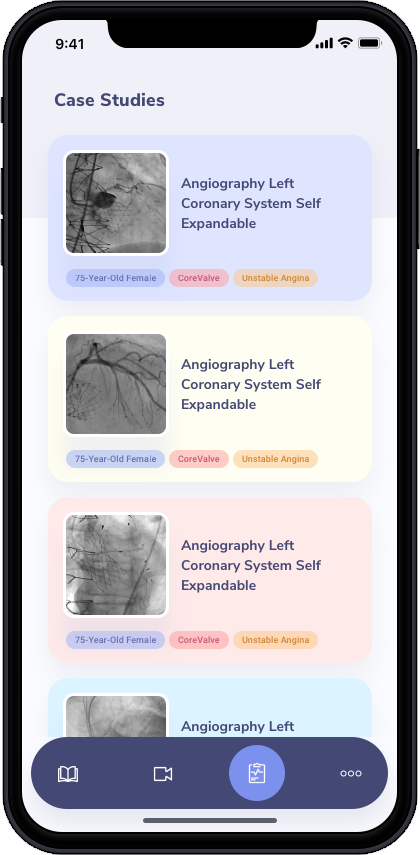 9:41
Case Studies
Angiography Left
Coronary System Self
Expandable
75-Year-Old Female CoreValve Unstable Angina
Angiography Left
Coronary System Self
Expandable
75-Year-Old Female CoreValve Unstable Angina
Angiography Left
Coronary System Self
Expandable
75-Year-Old Female CoreValve Unstable Angina
Angiography Left